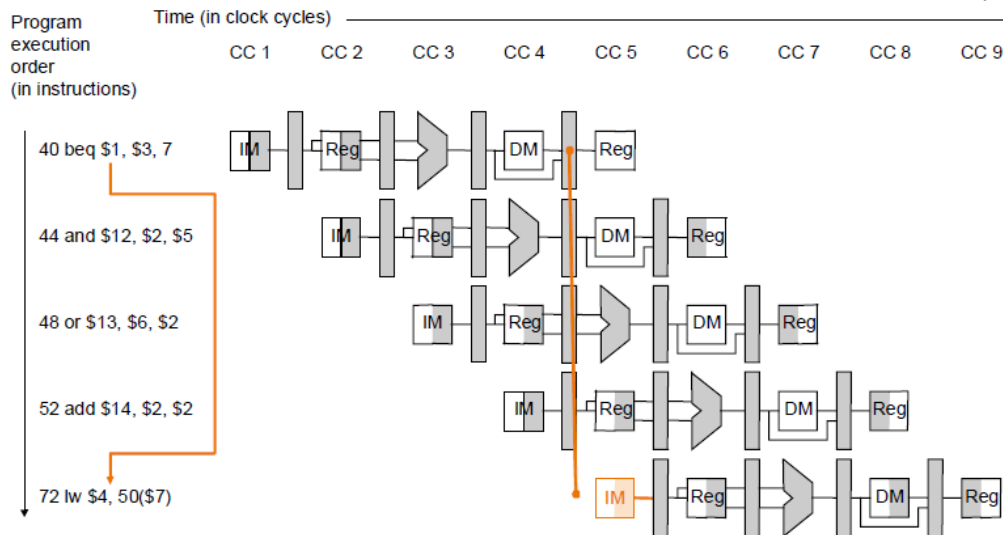 Time (in clock cycles)
Program
execution
order
(in instructions)
CC 1 CC 2 CC 3 CC 4 CC 5 CC 6 CC 7 CC 8 CC 9
40 beq $1, $3, 7 IM Reg DM Reg
44 and $12, $2, $5 IM Reg DM Reg
48 or $13, $6, $2 IM Reg DM Reg
52 add $14, $2, $2 IM Reg DM Reg
72 lw $4, 50($7) IM Reg DM Reg